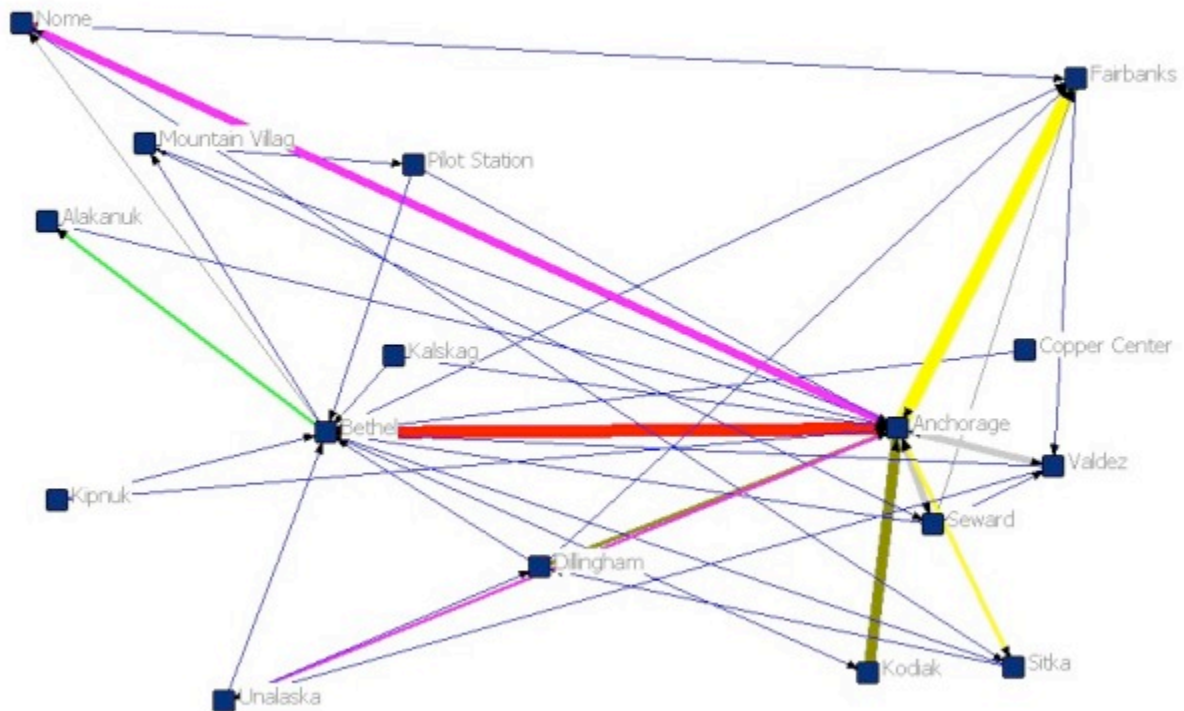 Nome
Fairbanks
Mountain Villag
Pilot Station
Alakanuk
Copper Center
Kalskag
Bethel
Anchorage
Valdez
Kipnuk
Seward
Dillingham
Sitka
Kodiak
Unalaska